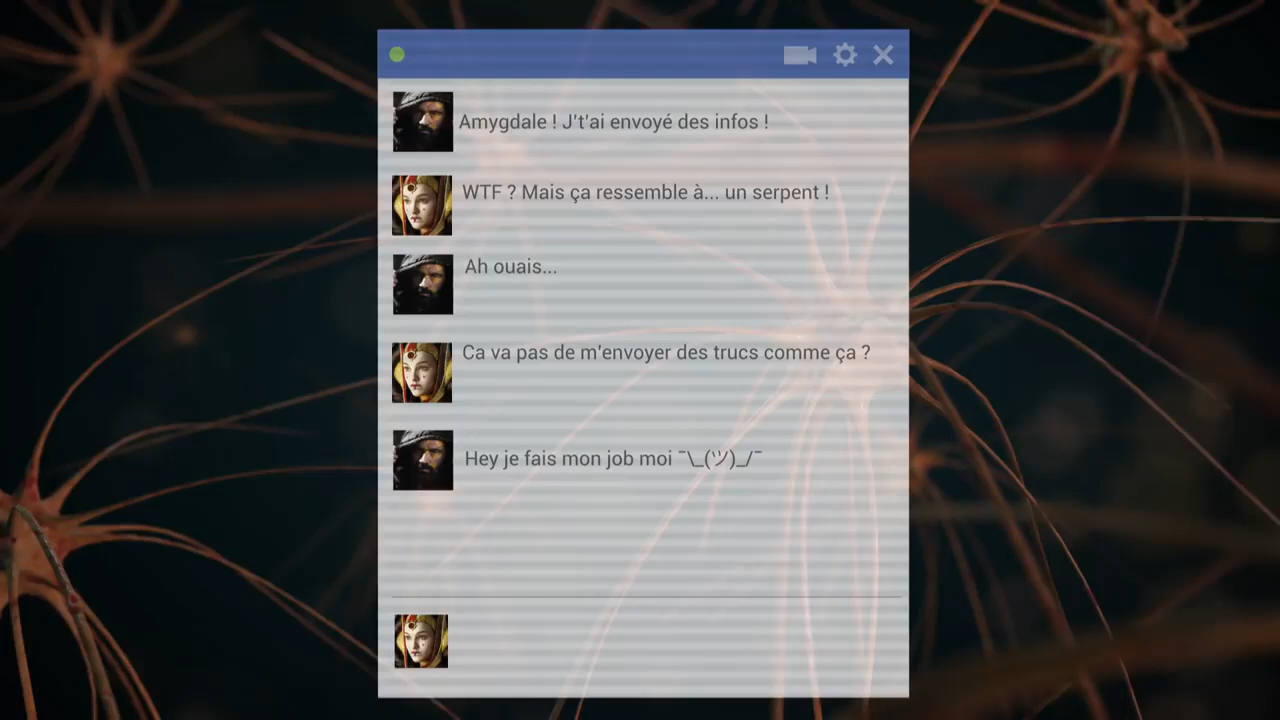 Amygdale ! J't'ai envoyé des infos !
WTF ? Mais ça ressemble à... un serpent !
Ah ouais...
Ca va pas de m'envoyer des trucs comme ça ?
Hey je fais mon job moi ¯\_(ツ)_/¯